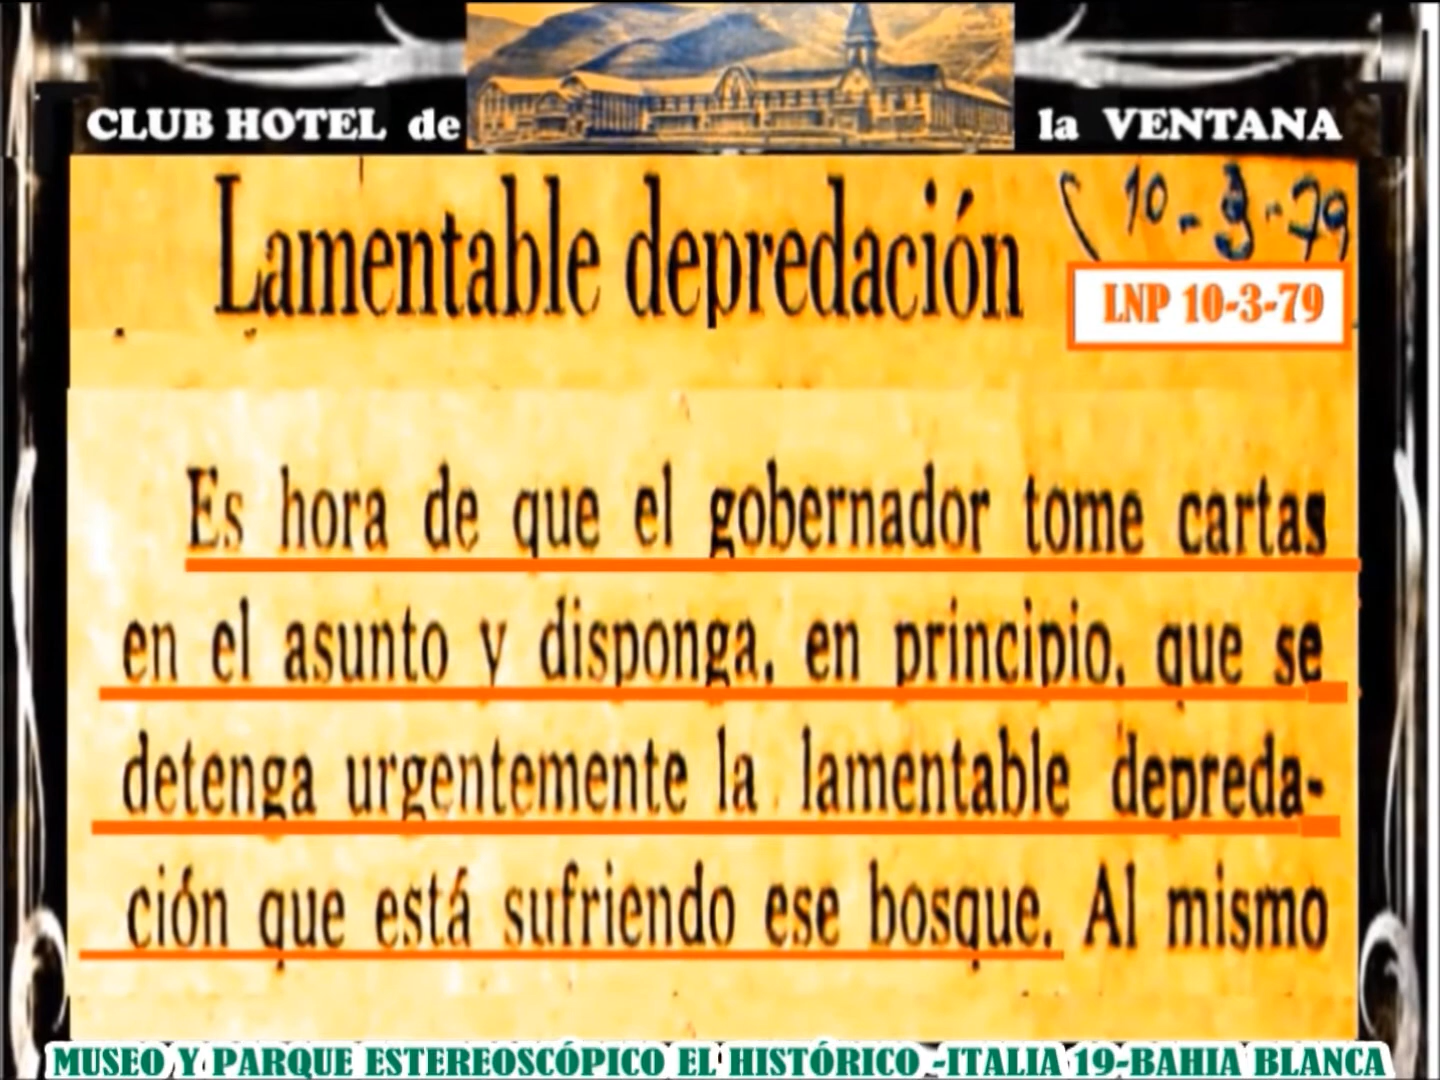 CLUB HOTEL de la VENTANA
Lamentable depredación
( 10-3-79
LNP 10-3-79
Es hora de que el gobernador tome cartas
en el asunto y disponga, en principio, que se
detenga urgentemente la lamentable depreda-
ción que está sufriendo ese bosque. Al mismo
MUSEO Y PARQUE ESTEREOSCÓPICO EL HISTÓRICO -ITALIA 19-BAHIA BLANCA